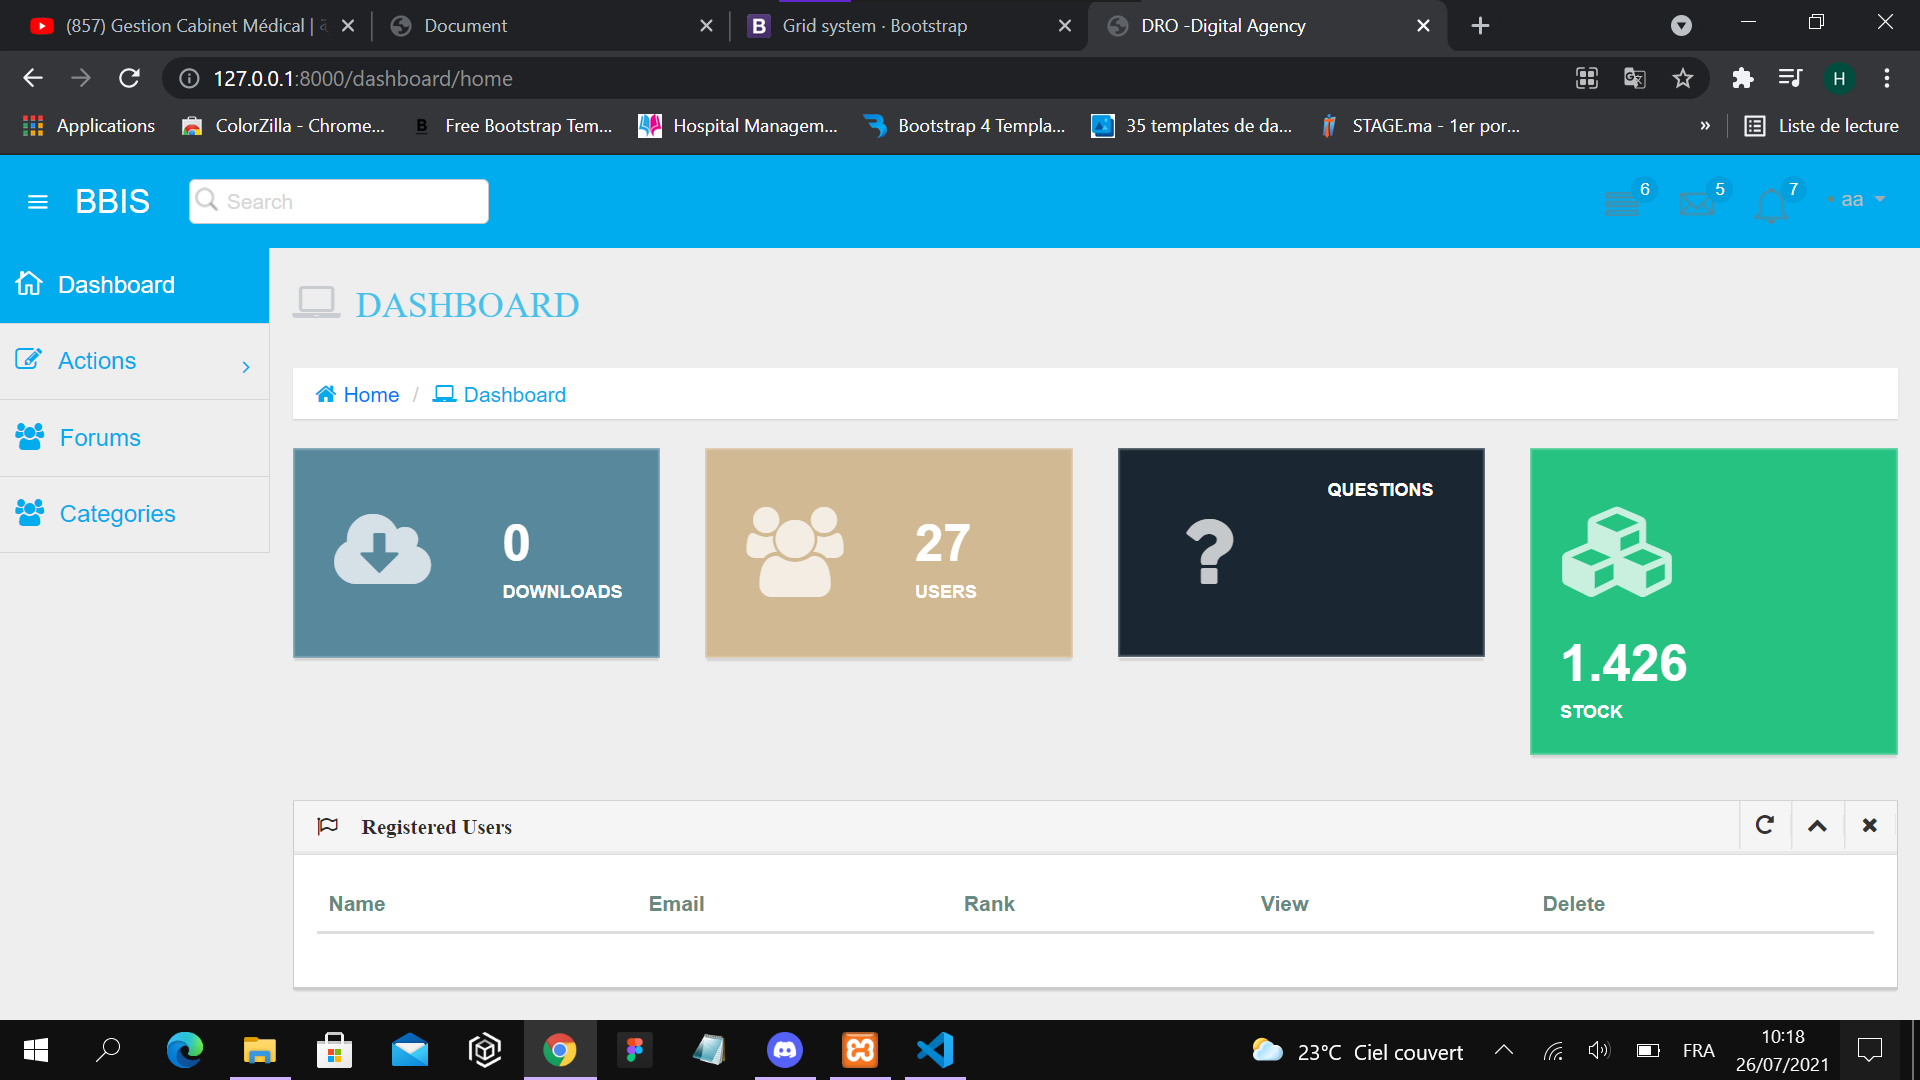 (857) Gestion Cabinet Médical |
Document
Grid system · Bootstrap
DRO -Digital Agency
127.0.0.1:8000/dashboard/home
H
Applications
ColorZilla - Chrome...
Free Bootstrap Tem...
Hospital Managem...
Bootstrap 4 Templa...
35 templates de da...
STAGE.ma - 1er por...
»
Liste de lecture
BBIS
Search
6
5
7
aa
Dashboard
Actions
Forums
Categories
DASHBOARD
Home / Dashboard
0
DOWNLOADS
27
USERS
QUESTIONS
1.426
STOCK
Registered Users
Name Email Rank View Delete
23°C Ciel couvert
FRA
10:18
26/07/2021